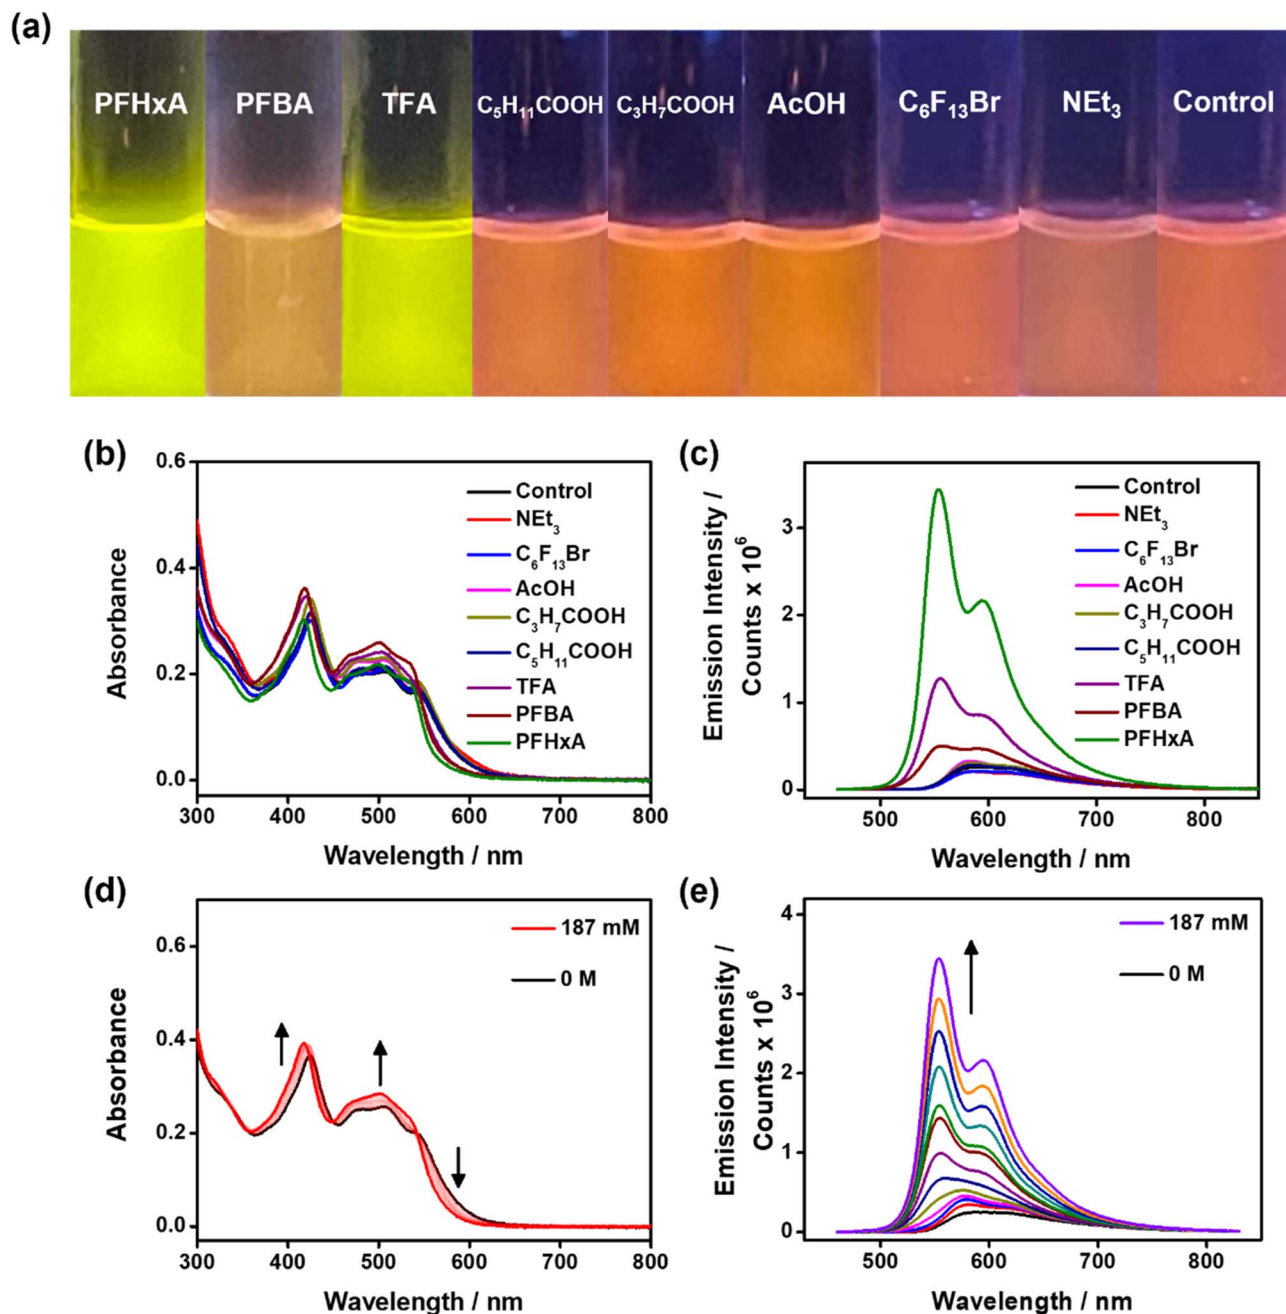 (a)
PFHxA PFBA TFA C₅H₁₁COOH C₃H₇COOH AcOH C₆F₁₃Br NEt₃ Control
(b)
0.6
0.4
0.2
0.0
Absorbance
300 400 500 600 700 800
Wavelength / nm
Control
NEt₃
C₆F₁₃Br
AcOH
C₃H₇COOH
C₅H₁₁COOH
TFA
PFBA
PFHxA
(c)
3
2
1
0
Emission Intensity /
Counts x 10⁶
500 600 700 800
Wavelength / nm
Control
NEt₃
C₆F₁₃Br
AcOH
C₃H₇COOH
C₅H₁₁COOH
TFA
PFBA
PFHxA
(d)
0.6
0.4
0.2
0.0
Absorbance
300 400 500 600 700 800
Wavelength / nm
187 mM
0 M
(e)
4
3
2
1
0
Emission Intensity /
Counts x 10⁶
500 600 700 800
Wavelength / nm
187 mM
0 M